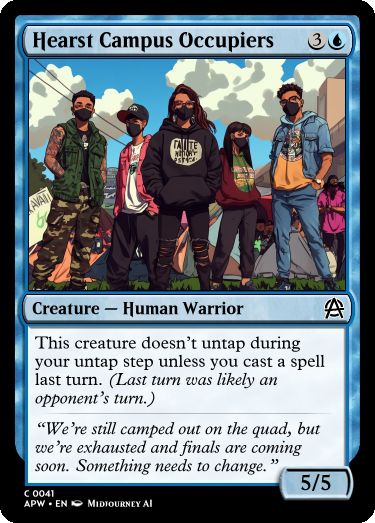 Hearst Campus Occupiers 3
Creature — Human Warrior
This creature doesn't untap during
your untap step unless you cast a spell
last turn. (Last turn was likely an
opponent's turn.)
“We're still camped out on the quad, but
we're exhausted and finals are coming
soon. Something needs to change.”
5/5
C 0041
APW • EN Midjourney AI